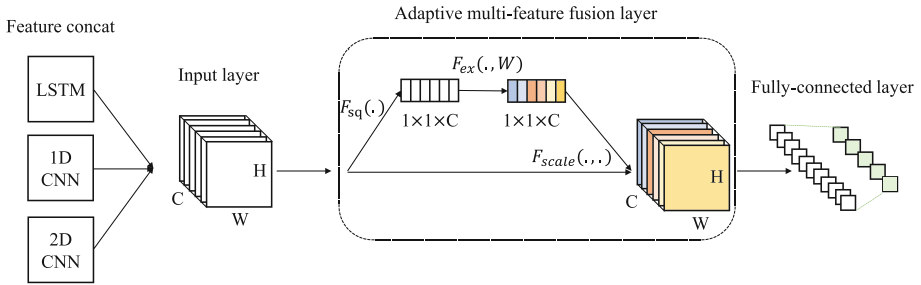 Feature concat
LSTM
1D
CNN
2D
CNN
Input layer
C
H
W
Adaptive multi-feature fusion layer
F_sq(.)
F_ex(., W)
1×1×C
1×1×C
F_scale(.,.)
C
H
W
Fully-connected layer